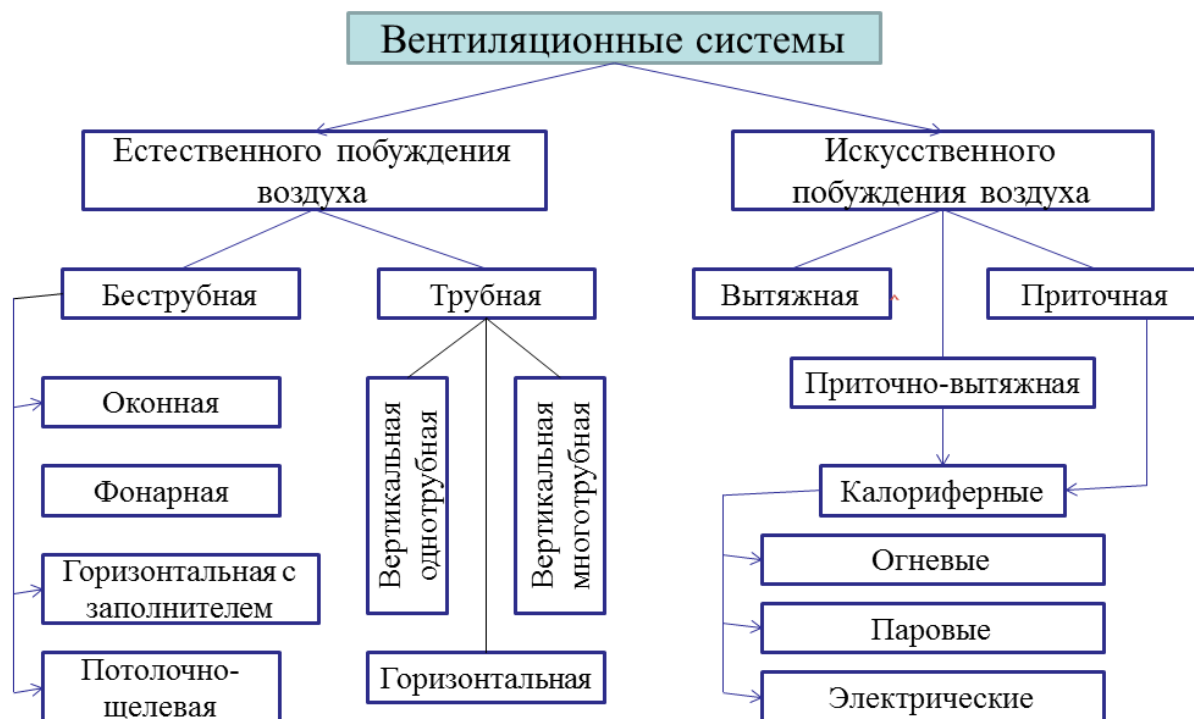 Вентиляционные системы
Естественного побуждения
воздуха
Искусственного
побуждения воздуха
Беструбная
Трубная
Вытяжная
Приточная
Приточно-вытяжная
Оконная
Фонарная
Горизонтальная с
заполнителем
Потолочно-
щелевая
Вертикальная
однотрубная
Вертикальная
многотрубная
Горизонтальная
Калориферные
Огневые
Паровые
Электрические